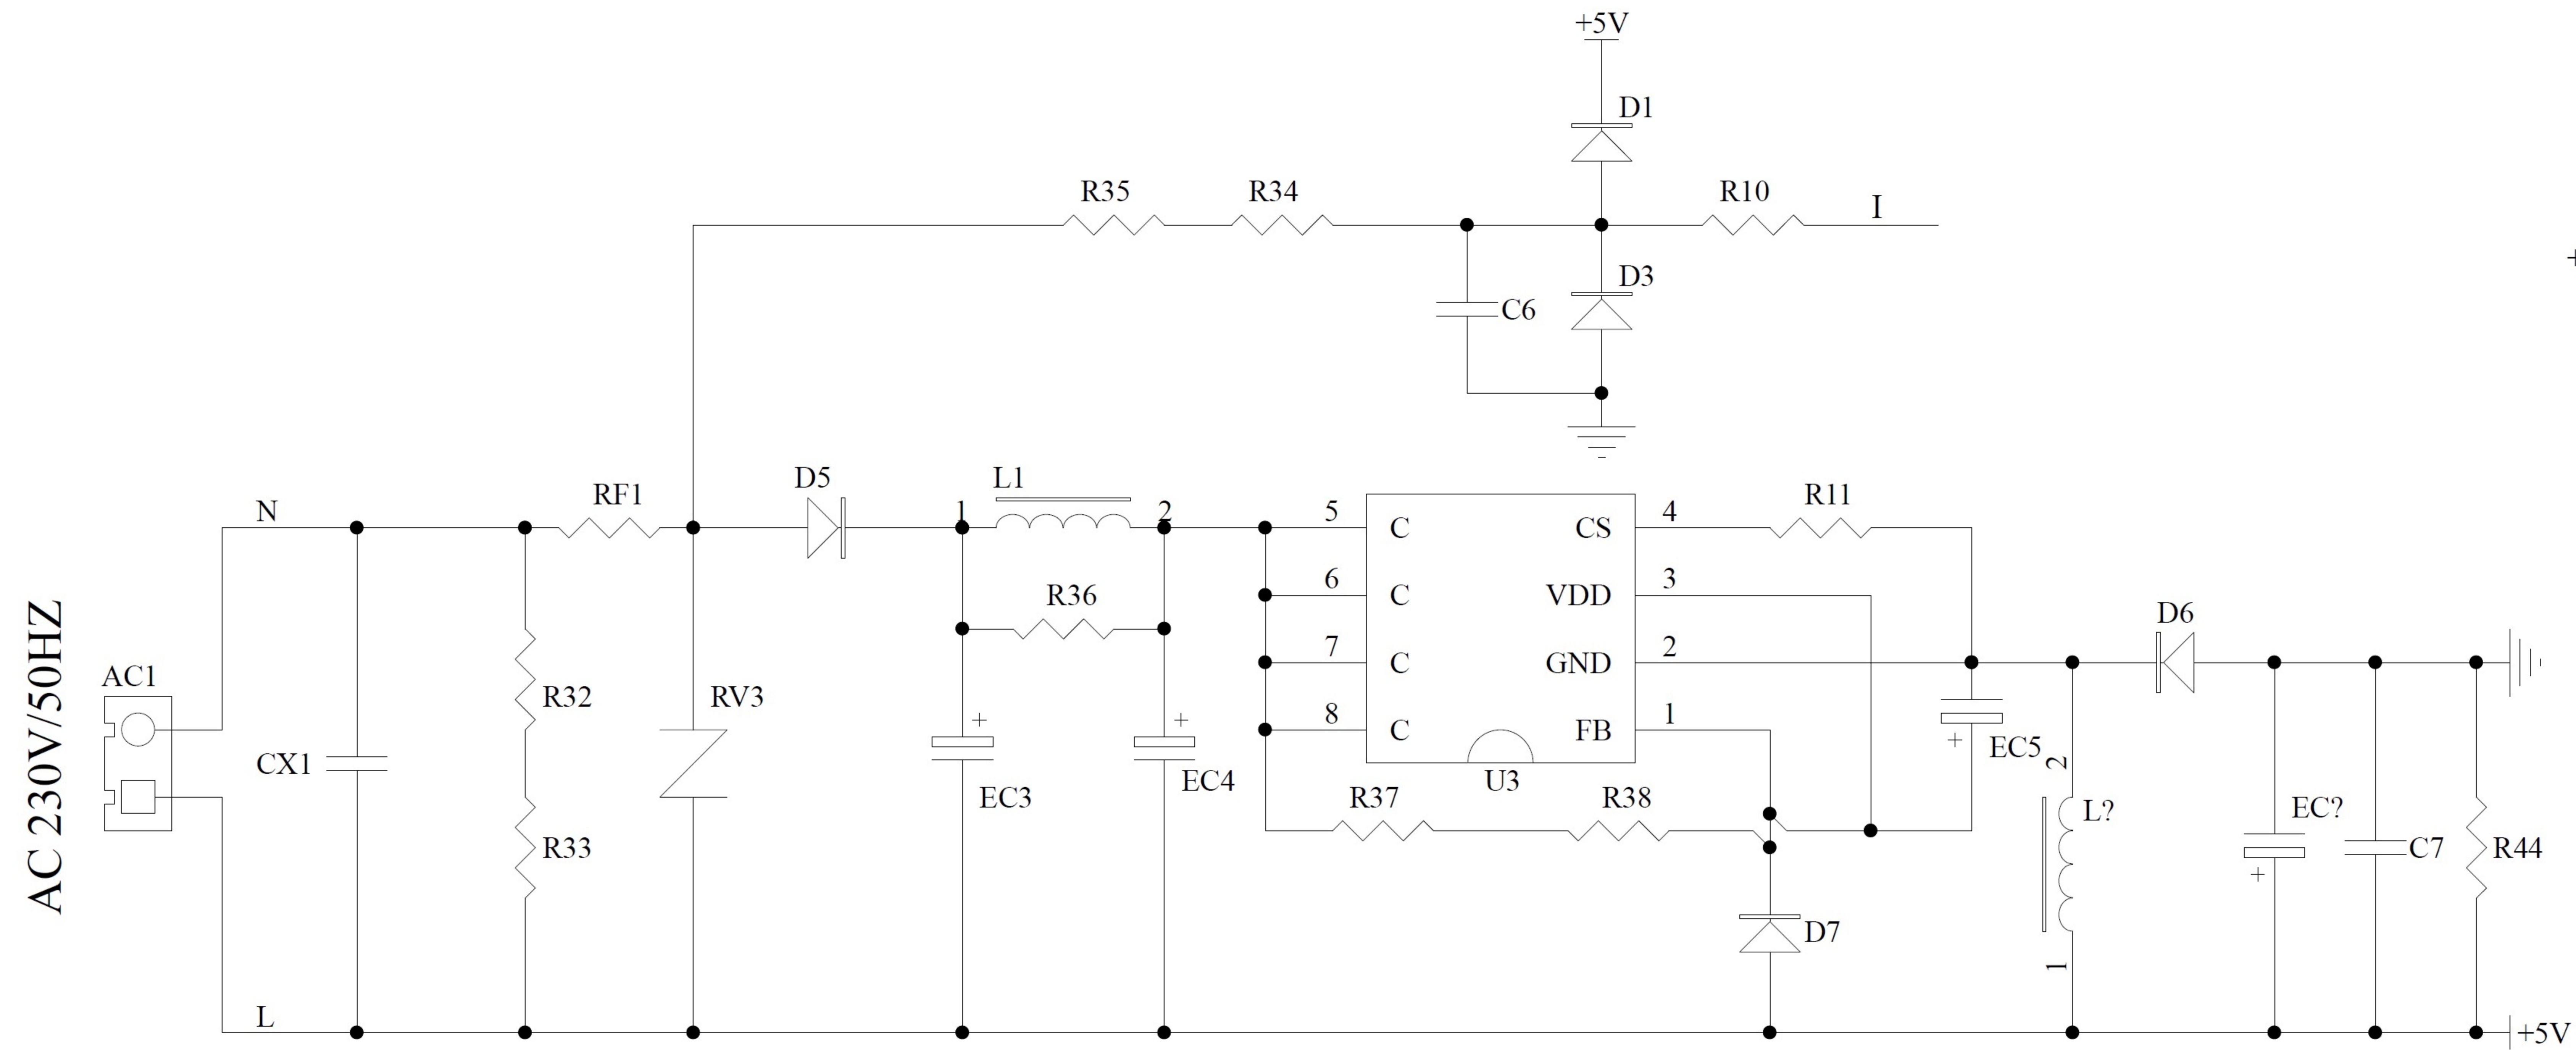 +5V
D1
R35
R34
R10
I
D3
+
C6
D5
L1
RF1
N
1
2
5
C
CS
4
R11
6
C
VDD
3
R36
D6
AC 230V/50HZ
AC1
7
C
GND
2
R32
RV3
+
+
8
C
FB
1
+
EC5
2
CX1
EC3
EC4
U3
R37
R38
L?
EC?
R33
+
C7
R44
D7
1
L
+5V